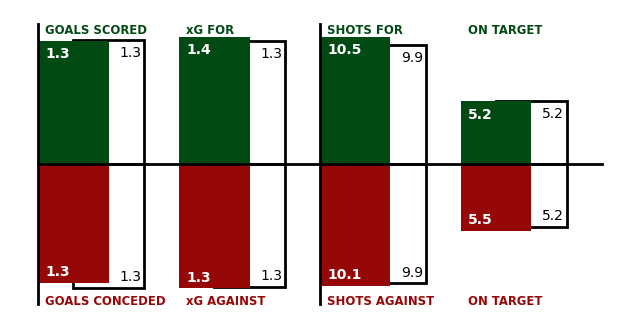 GOALS SCORED xG FOR SHOTS FOR ON TARGET
1.3 1.3 1.4 1.3 10.5 9.9 5.2 5.2
1.3 1.3 1.3 1.3 10.1 9.9 5.5 5.2
GOALS CONCEDED xG AGAINST SHOTS AGAINST ON TARGET